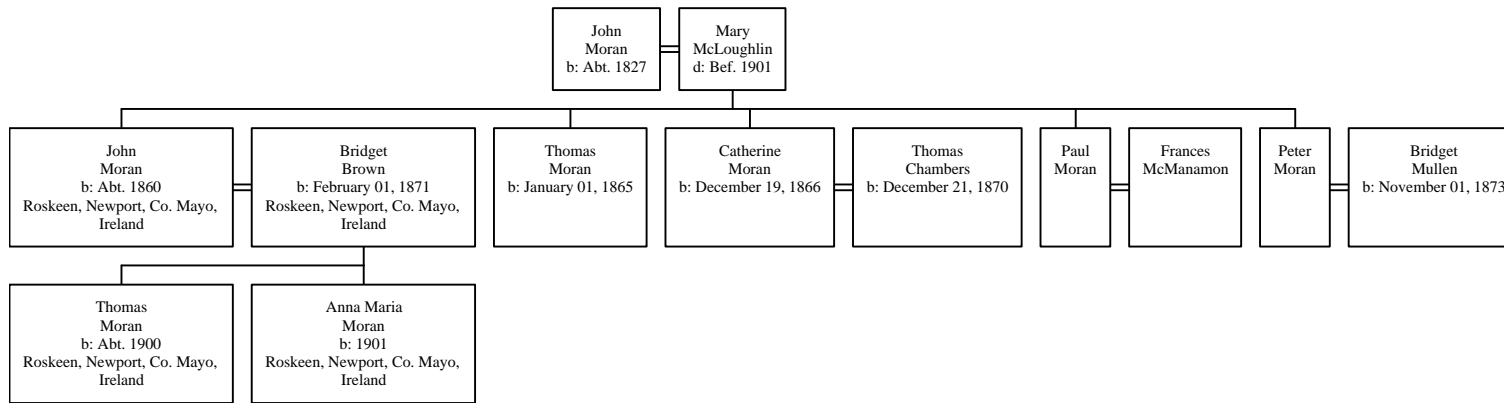 John
Moran
b: Abt. 1827
Mary
McLoughlin
d: Bef. 1901
John
Moran
b: Abt. 1860
Roskeen, Newport, Co. Mayo,
Ireland
Bridget
Brown
b: February 01, 1871
Roskeen, Newport, Co. Mayo,
Ireland
Thomas
Moran
b: January 01, 1865
Catherine
Moran
b: December 19, 1866
Thomas
Chambers
b: December 21, 1870
Paul
Moran
Frances
McManamon
Peter
Moran
Bridget
Mullen
b: November 01, 1873
Thomas
Moran
b: Abt. 1900
Roskeen, Newport, Co. Mayo,
Ireland
Anna Maria
Moran
b: 1901
Roskeen, Newport, Co. Mayo,
Ireland